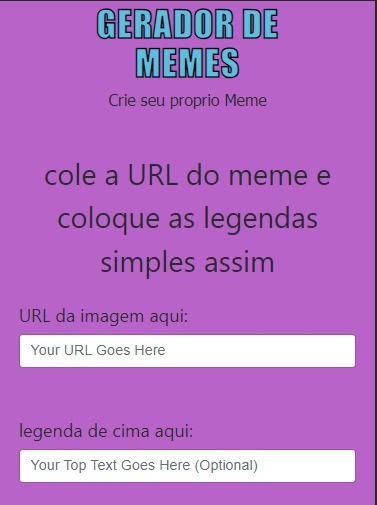 GERADOR DE
MEMES
Crie seu proprio Meme
cole a URL do meme e
coloque as legendas
simples assim
URL da imagem aqui:
Your URL Goes Here
legenda de cima aqui:
Your Top Text Goes Here (Optional)